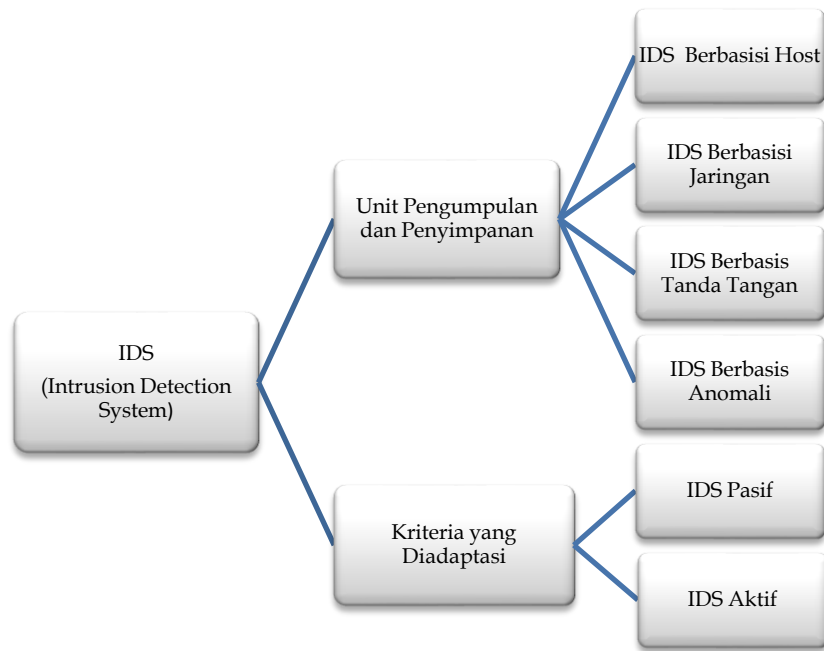 IDS Berbasisi Host
IDS Berbasisi
Jaringan
Unit Pengumpulan
dan Penyimpanan
IDS Berbasis
Tanda Tangan
IDS
(Intrusion Detection
System)
IDS Berbasis
Anomali
IDS Pasif
Kriteria yang
Diadaptasi
IDS Aktif